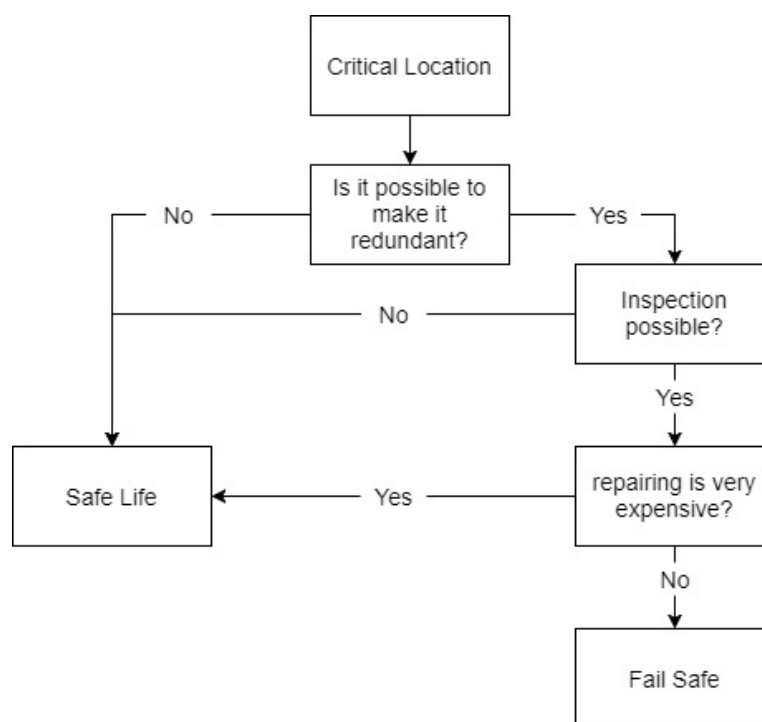 Critical Location
Is it possible to
make it
redundant?
No
Yes
Inspection
possible?
No
Yes
Safe Life
Yes
repairing is very
expensive?
No
Fail Safe